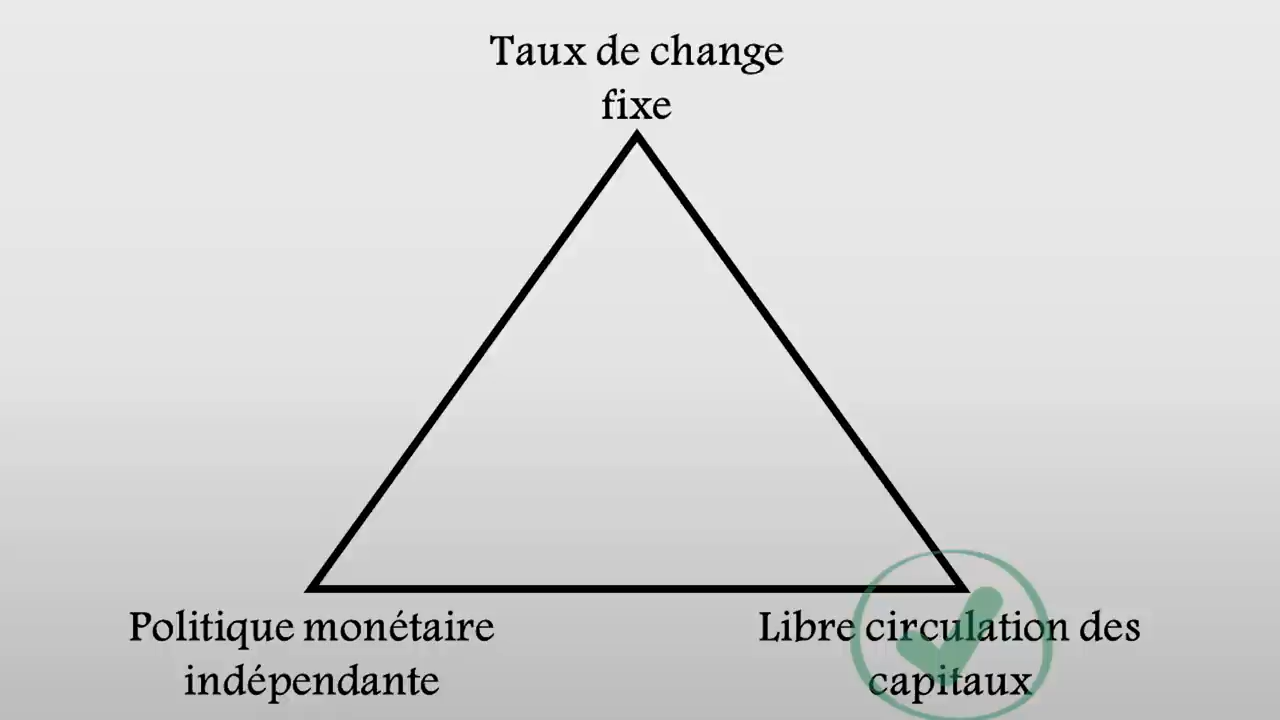 Taux de change
fixe
Politique monétaire
indépendante
Libre circulation des
capitaux